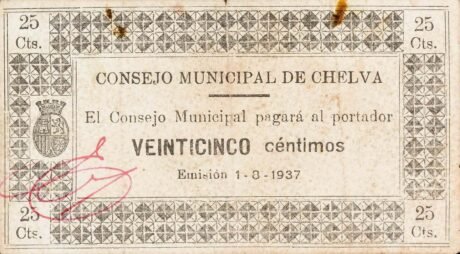 25 Cts.
25 Cts.
CONSEJO MUNICIPAL DE CHELVA
El Consejo Municipal pagará al portador
VEINTICINCO céntimos
Emisión 1-8-1937
25 Cts.
25 Cts.